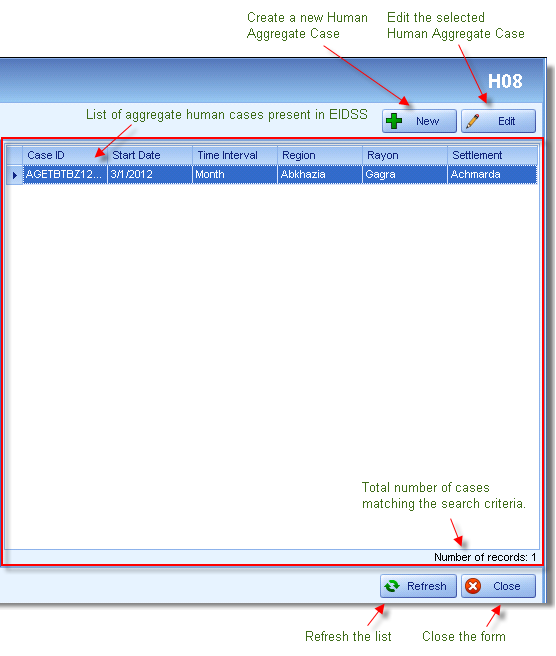 Create a new Human
Aggregate Case
Edit the selected
Human Aggregate Case
H08
List of aggregate human cases present in EIDSS
New
Edit
Case ID Start Date Time Interval Region Rayon Settlement
AGETBTBZ12... 3/1/2012 Month Abkhazia Gagra Achmarda
Total number of cases
matching the search criteria.
Number of records: 1
Refresh
Close
Refresh the list
Close the form